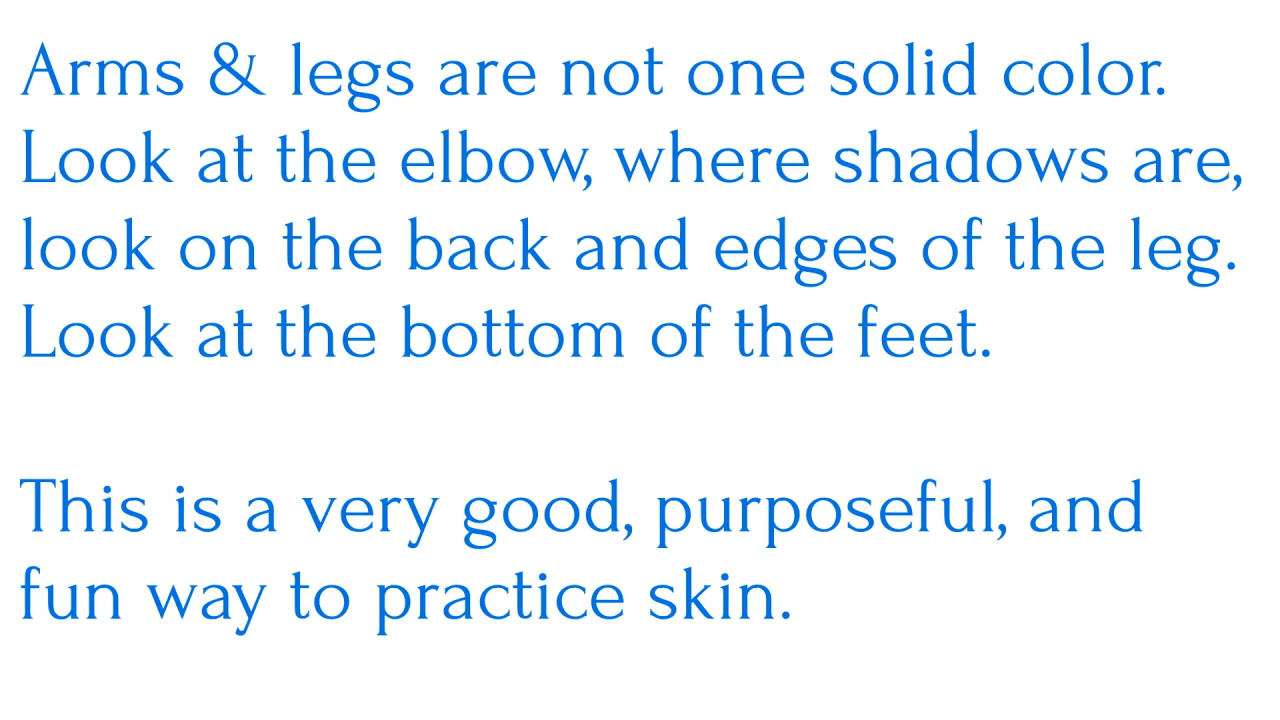 Arms & legs are not one solid color.
Look at the elbow, where shadows are,
look on the back and edges of the leg.
Look at the bottom of the feet.
This is a very good, purposeful, and
fun way to practice skin.